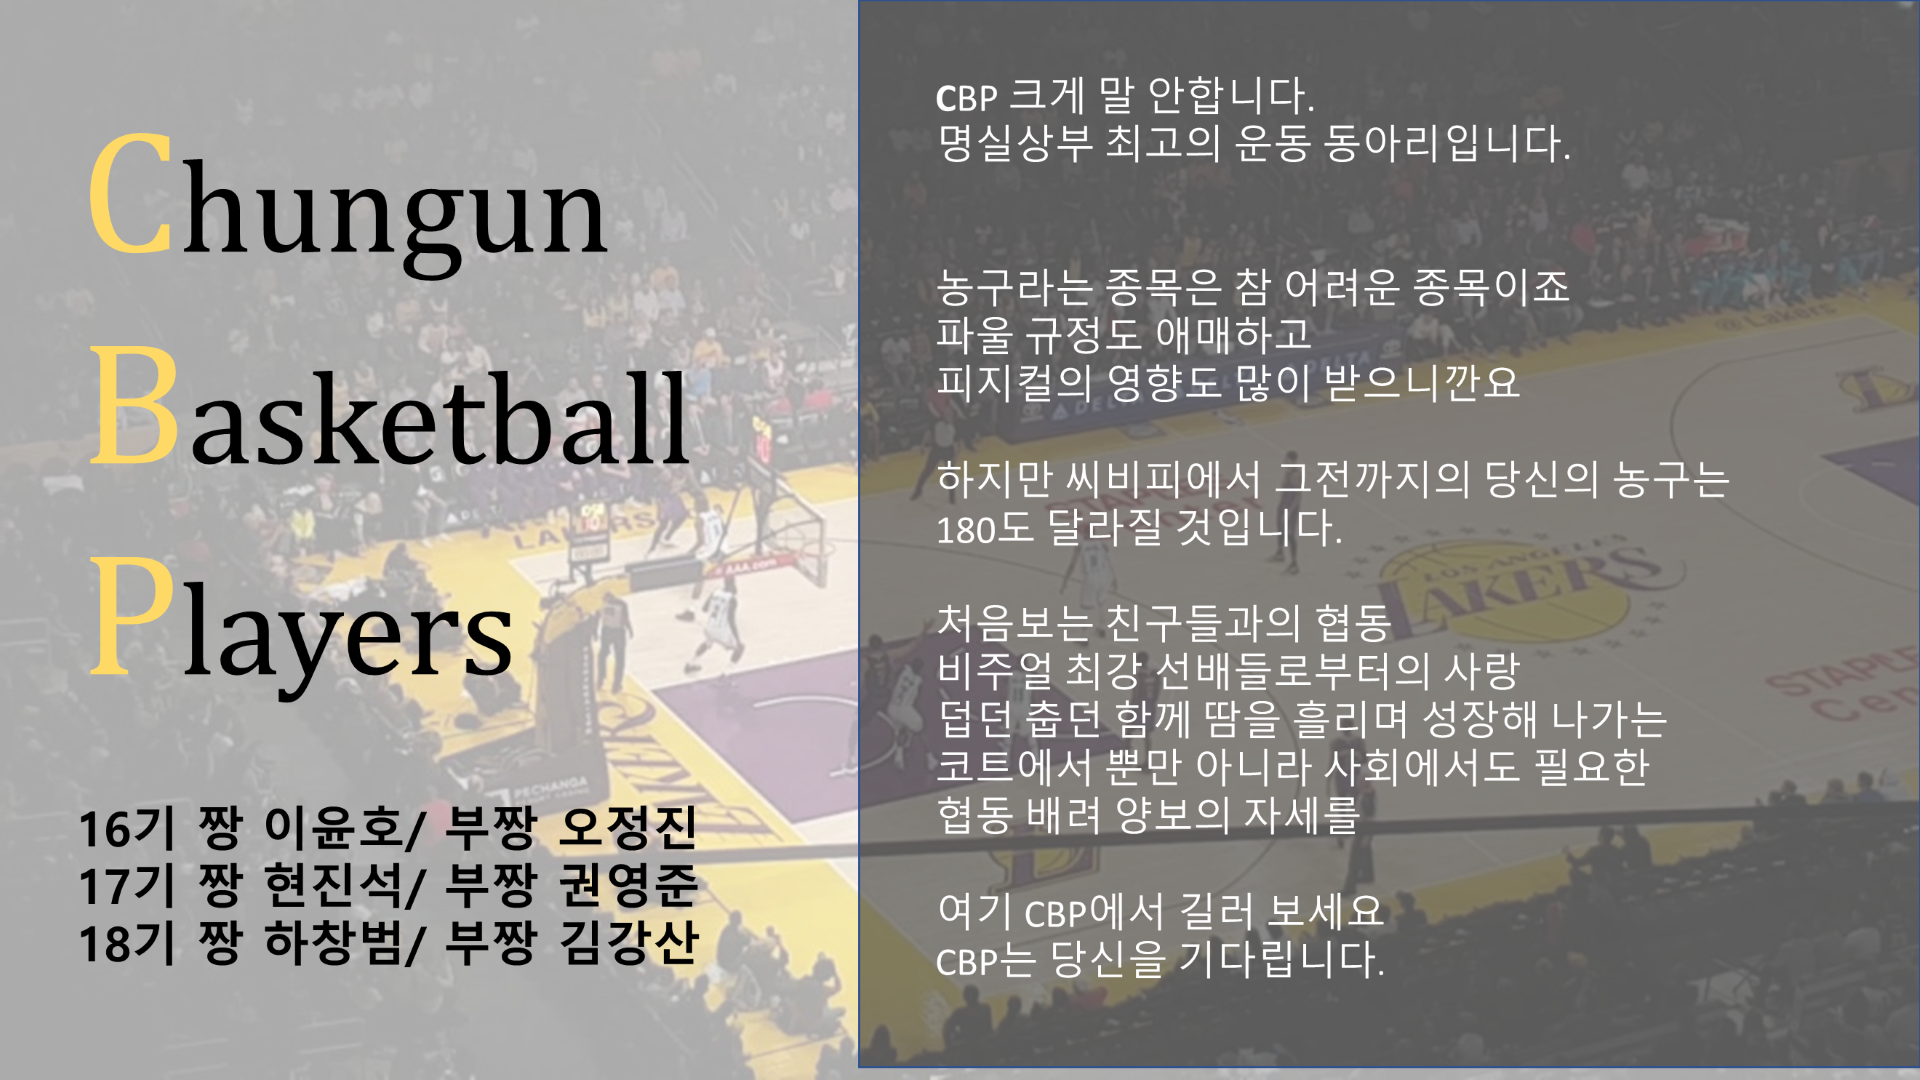 Chungun
Basketball
Players
16기 짱 이윤호/ 부짱 오정진
17기 짱 현진석/ 부짱 권영준
18기 짱 하창범/ 부짱 김강산
CBP 크게 말 안합니다.
명실상부 최고의 운동 동아리입니다.
농구라는 종목은 참 어려운 종목이죠
파울 규정도 애매하고
피지컬의 영향도 많이 받으니깐요
하지만 씨비피에서 그전까지의 당신의 농구는
180도 달라질 것입니다.
처음보는 친구들과의 협동
비주얼 최강 선배들로부터의 사랑
덥던 춥던 함께 땀을 흘리며 성장해 나가는
코트에서 뿐만 아니라 사회에서도 필요한
협동 배려 양보의 자세를
여기 CBP에서 길러 보세요
CBP는 당신을 기다립니다.
@Lakers
DELTA
LAKERS
AAA.com
PECHANGA
LAKERS
LOS ANGELES
LAKERS
STAPLES